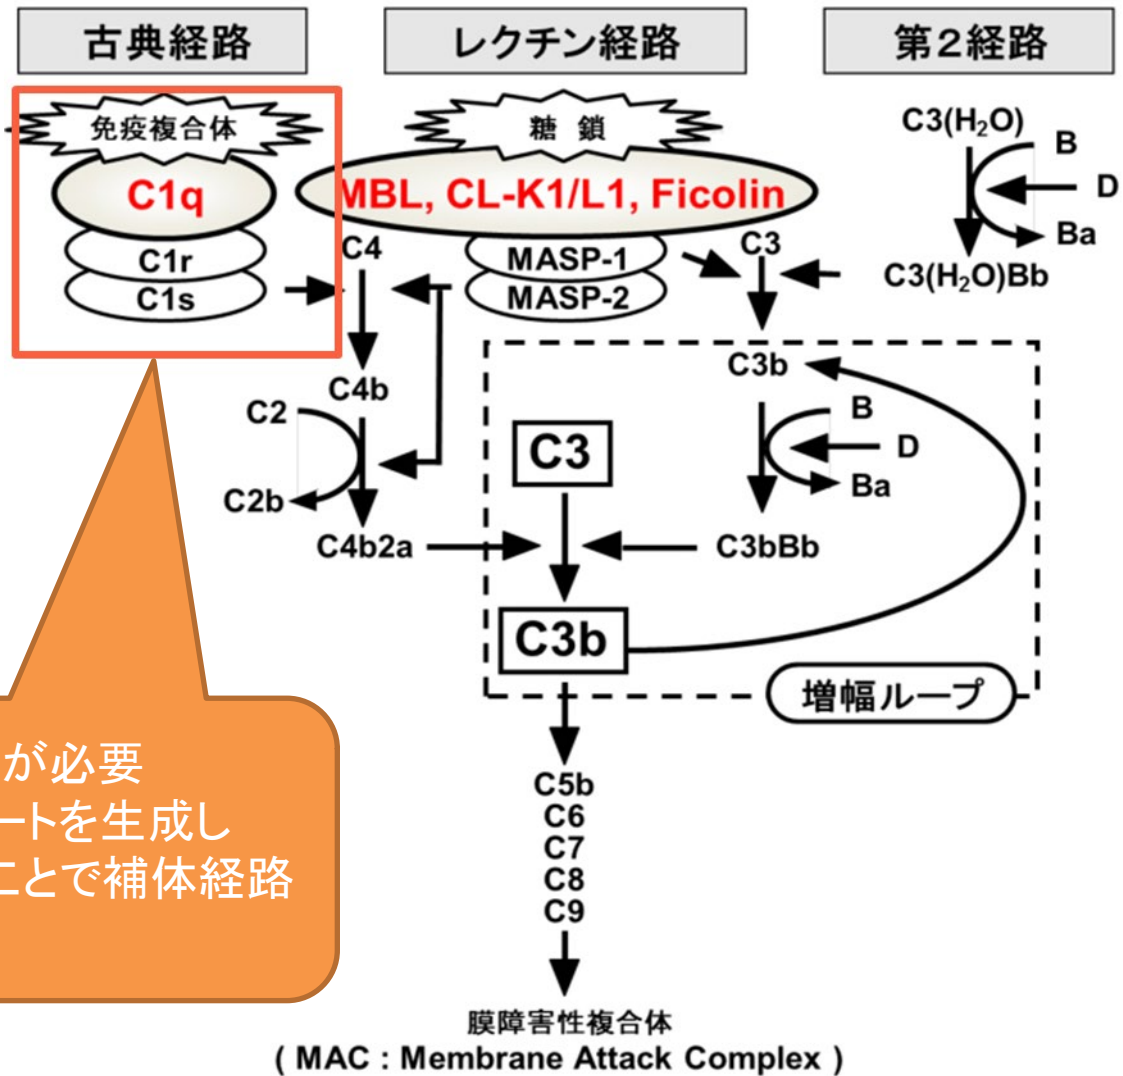 古典経路
レクチン経路
第2経路
免疫複合体
C1q
C1r
C1s
糖鎖
MBL, CL-K1/L1, Ficolin
MASP-1
MASP-2
C3(H₂O)
B
D
Ba
C3(H₂O)Bb
C4
C3
C4b
C2
C2b
C4b2a
C3b
B
D
Ba
C3
C3bBb
C3b
増幅ループ
が必要
ートを生成し
ことで補体経路
C5b
C6
C7
C8
C9
膜障害性複合体
( MAC : Membrane Attack Complex )